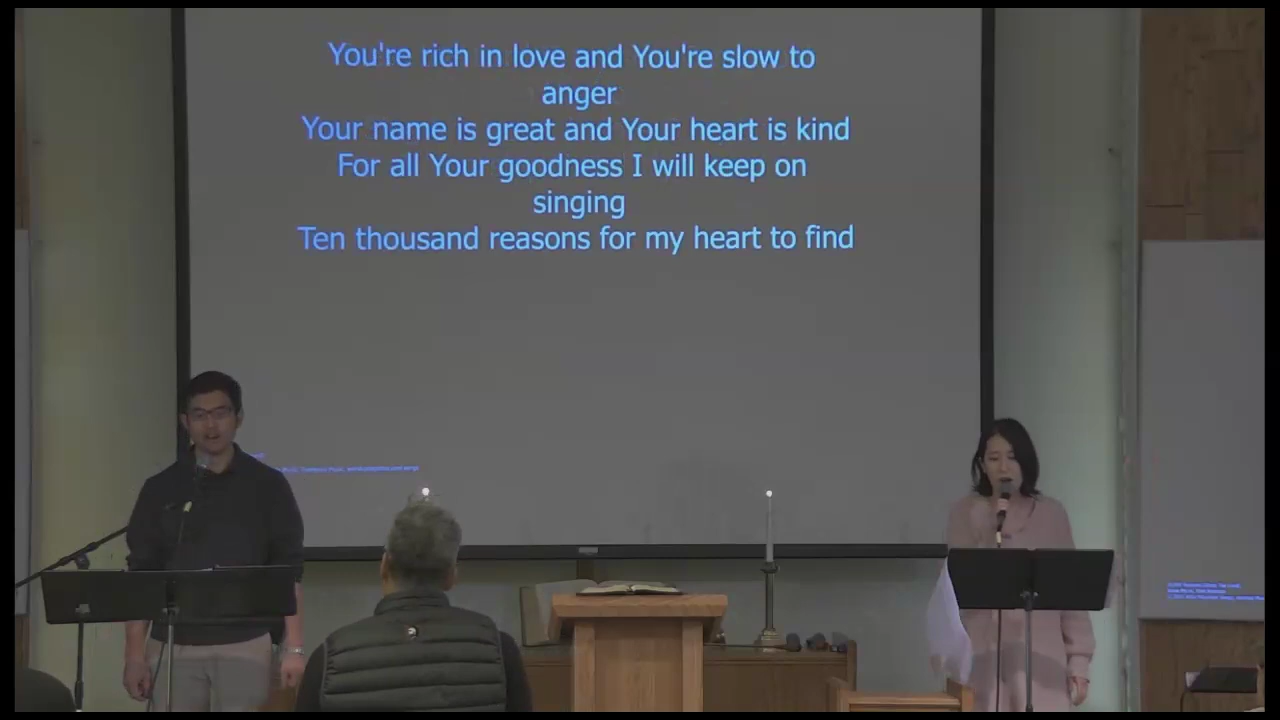 You're rich in love and You're slow to
anger
Your name is great and Your heart is kind
For all Your goodness I will keep on
singing
Ten thousand reasons for my heart to find